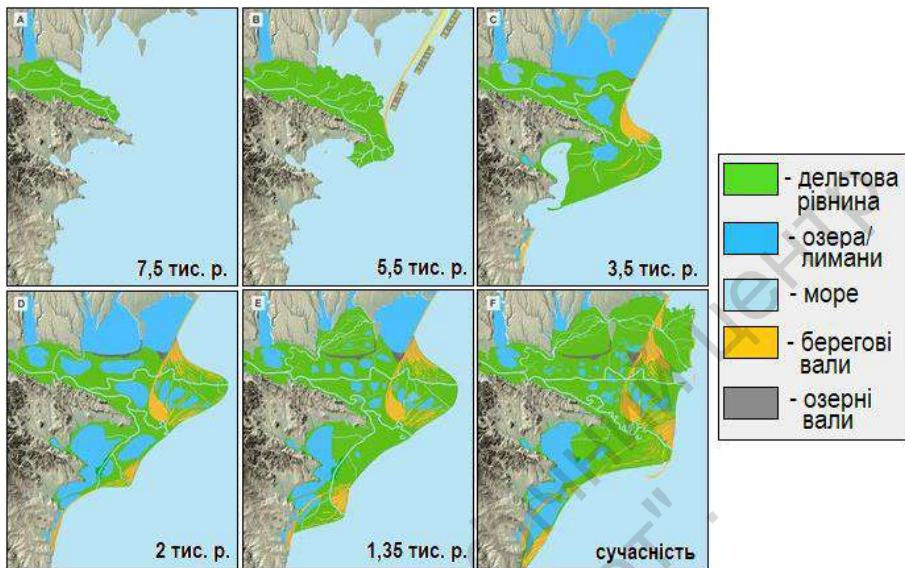 A
7,5 тис. р.
B
5,5 тис. р.
C
3,5 тис. р.
D
2 тис. р.
E
1,35 тис. р.
F
сучасність
- дельтова
рівнина
- озера/
лимани
- море
- берегові
вали
- озерні
вали